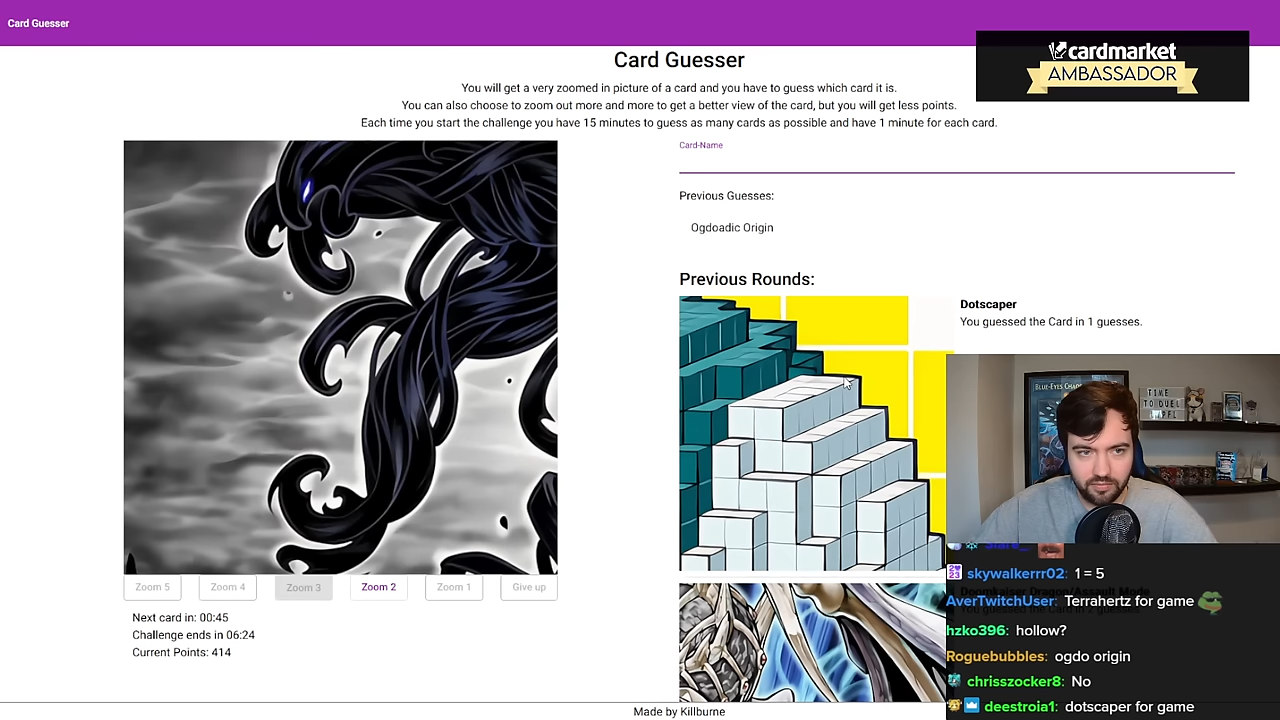 Card Guesser
cardmarket
AMBASSADOR
Card Guesser
You will get a very zoomed in picture of a card and you have to guess which card it is.
You can also choose to zoom out more and more to get a better view of the card, but you will get less points.
Each time you start the challenge you have 15 minutes to guess as many cards as possible and have 1 minute for each card.
Card-Name
Previous Guesses:
Ogdoadic Origin
Previous Rounds:
Dotscaper
You guessed the Card in 1 guesses.
Zoom 5
Zoom 4
Zoom 3
Zoom 2
Zoom 1
Give up
Next card in: 00:45
Challenge ends in 06:24
Current Points: 414
BLUE-EYES CHAOS
TIME
TO DUEL
skywalkerrr02: 1 = 5
AverTwitchUser: Terrahertz for game
hzko396: hollow?
Roguebubbles: ogdo origin
chrisszocker8: No
deestroia1: dotscaper for game
Made by Killburne